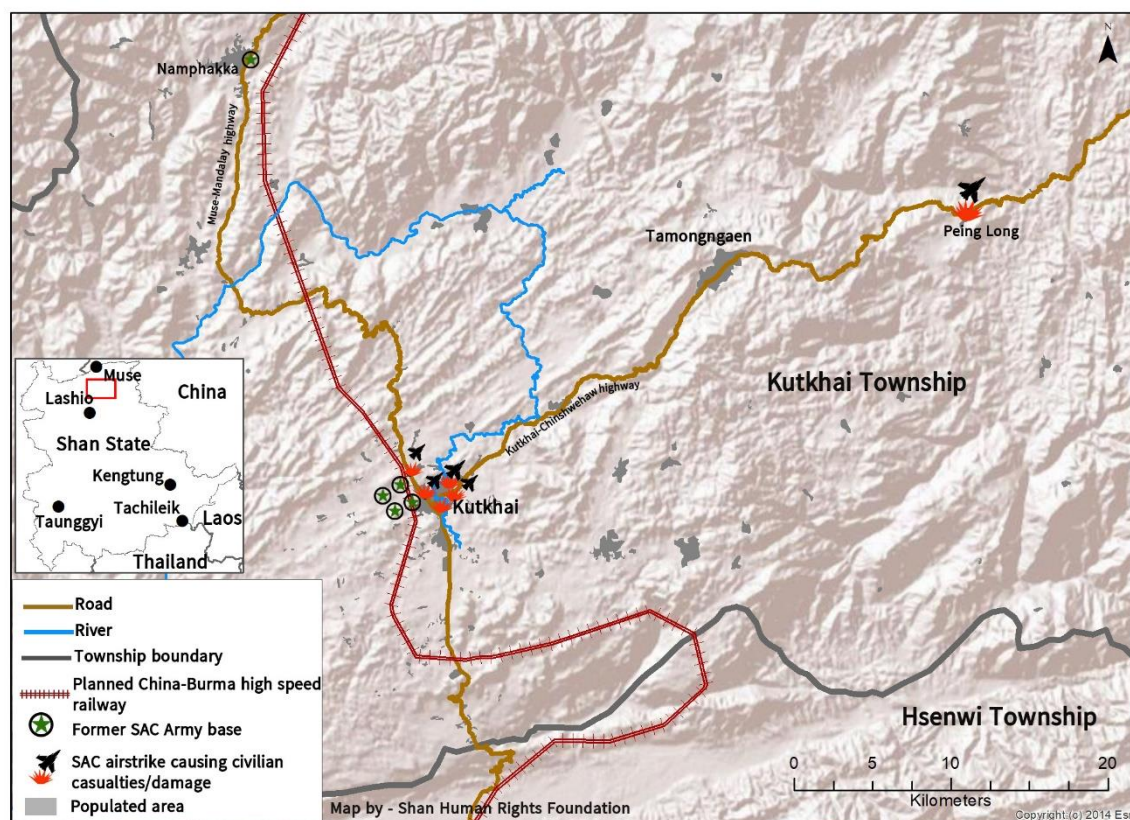 N
Namphakka
Muse-Mandalay highway
Tamongngaen
Peing Long
Kutkhai Township
Kutkhai-Chinshwehaw highway
Kutkhai
Muse
China
Lashio
Shan State
Kengtung
Tachileik
Laos
Taunggyi
Thailand
Road
River
Township boundary
Planned China-Burma high speed
railway
Former SAC Army base
SAC airstrike causing civilian
casualties/damage
Populated area
Hsenwi Township
0 5 10 20
Kilometers
Map by - Shan Human Rights Foundation
Copyright:(c) 2014 Esr